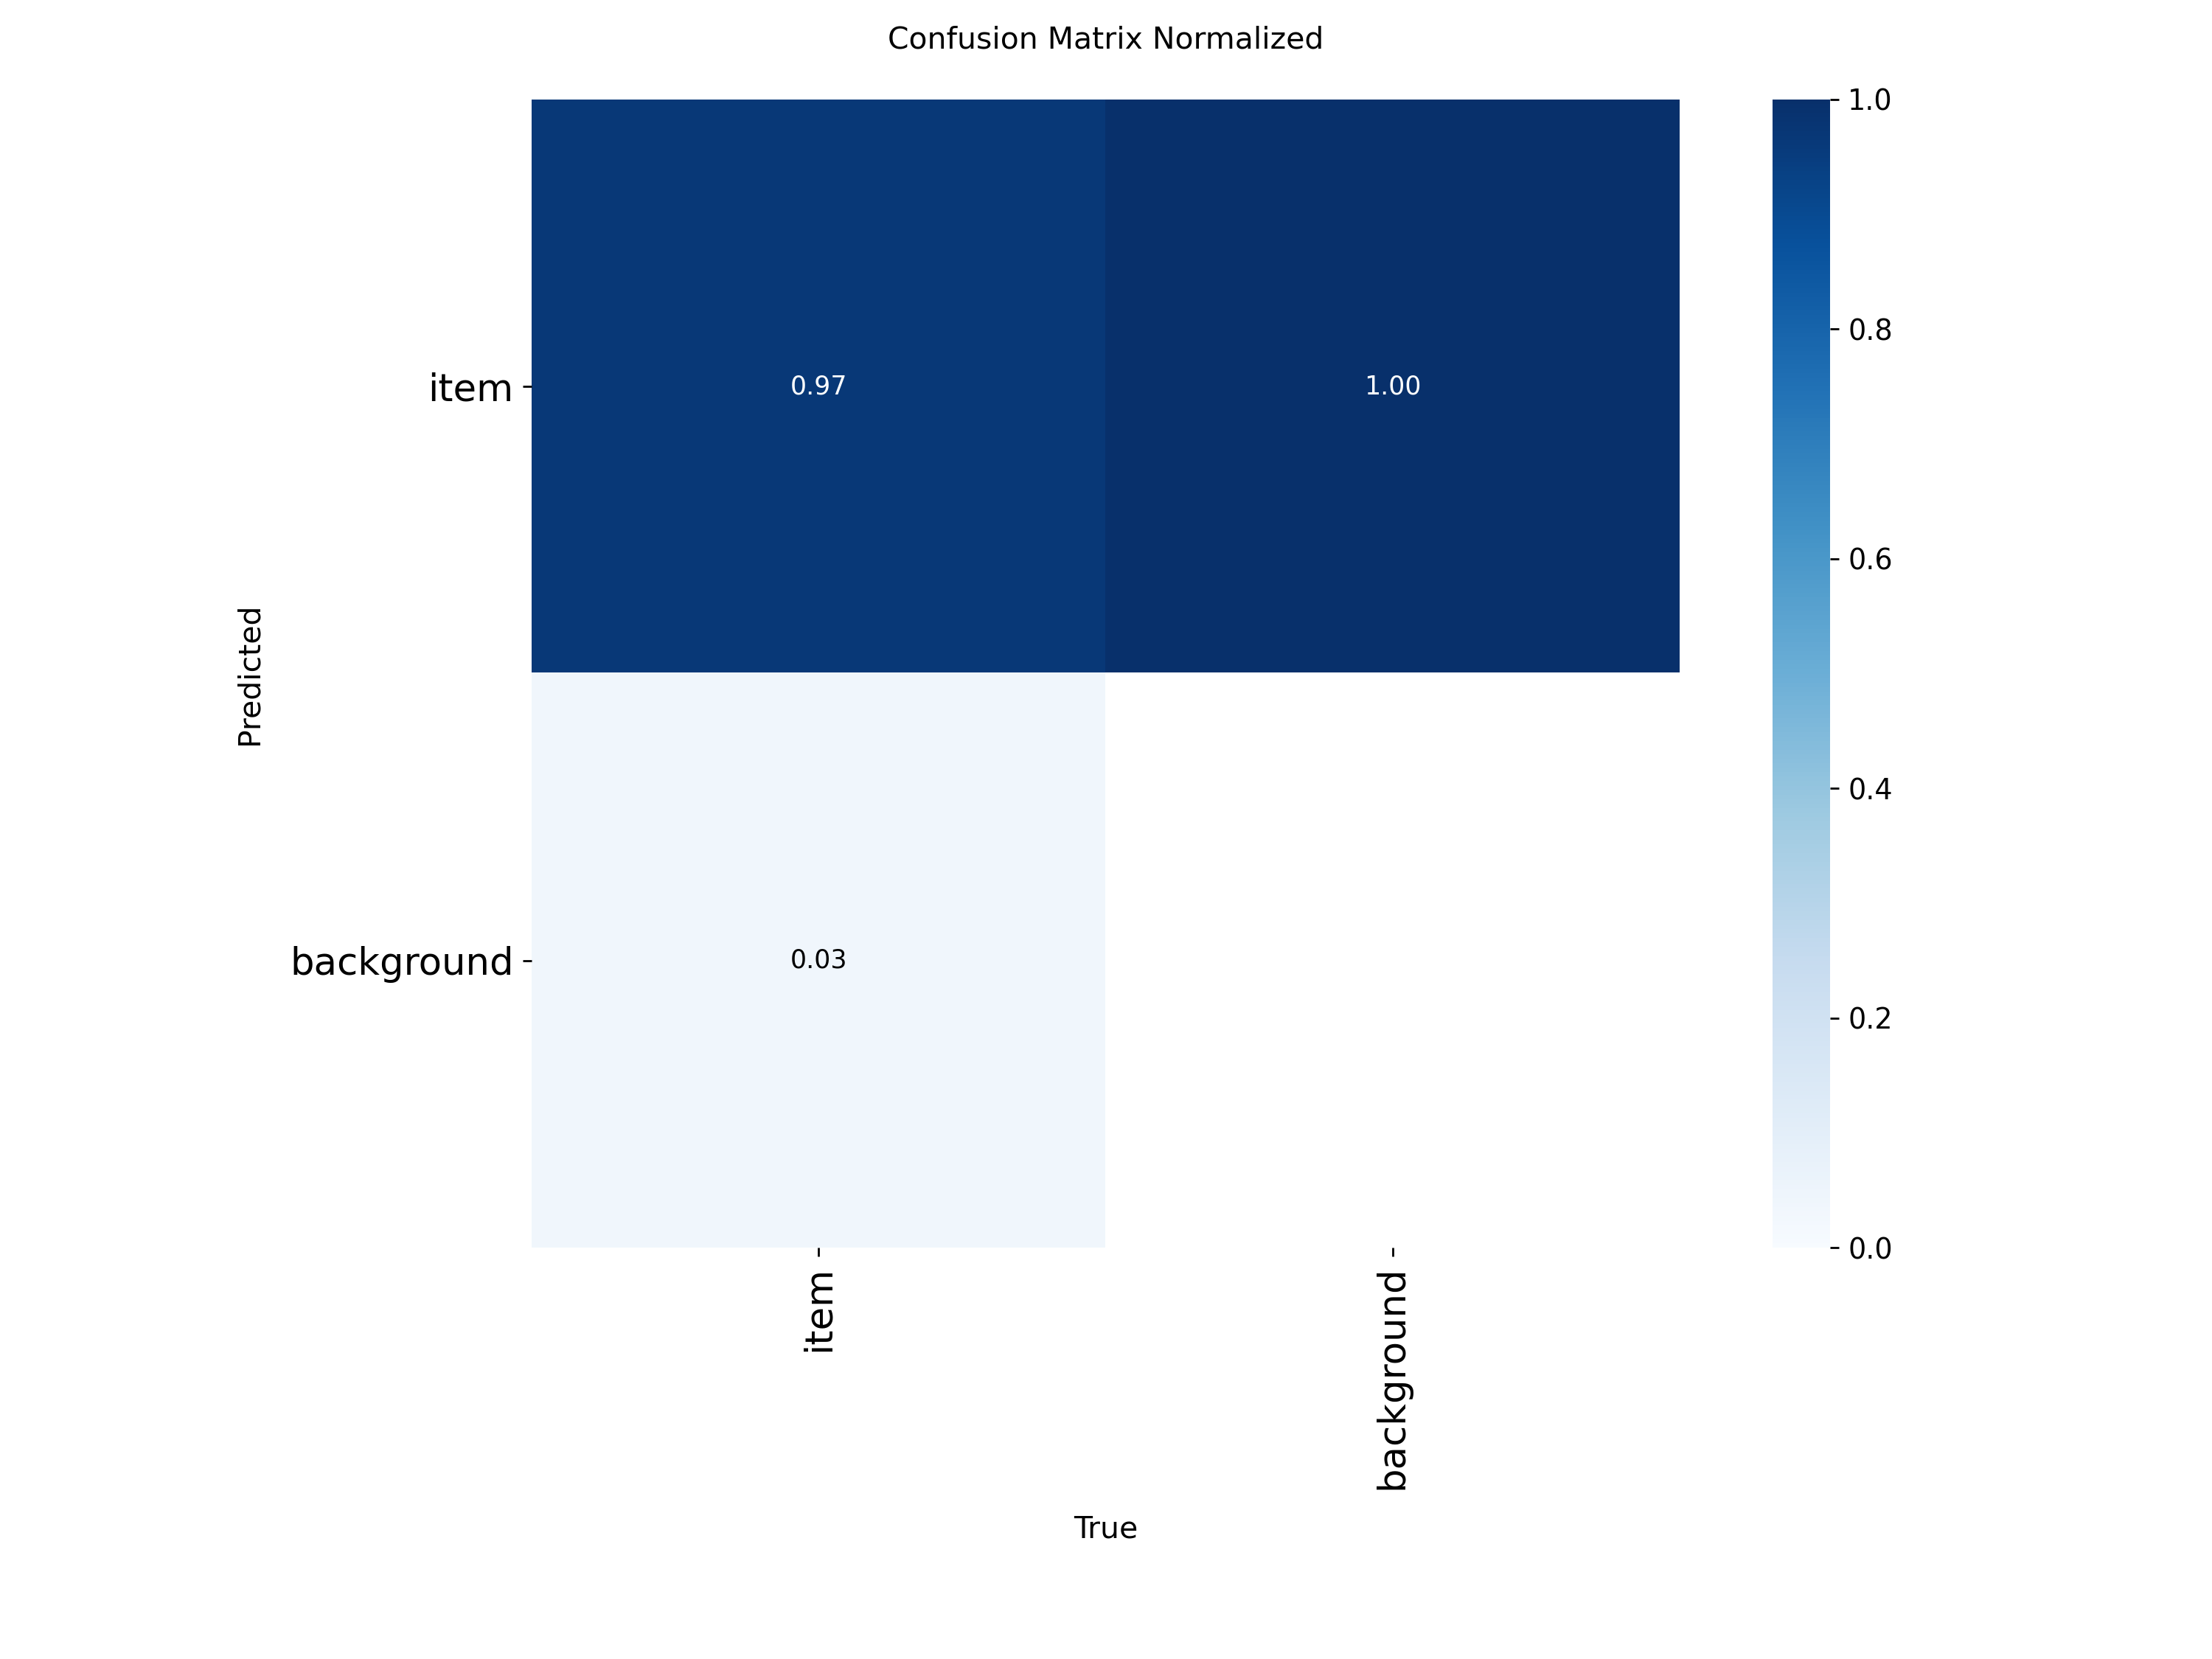 Confusion Matrix Normalized
1.0
0.8
0.6
0.4
0.2
0.0
Predicted
item
0.97
1.00
background
0.03
item
background
True